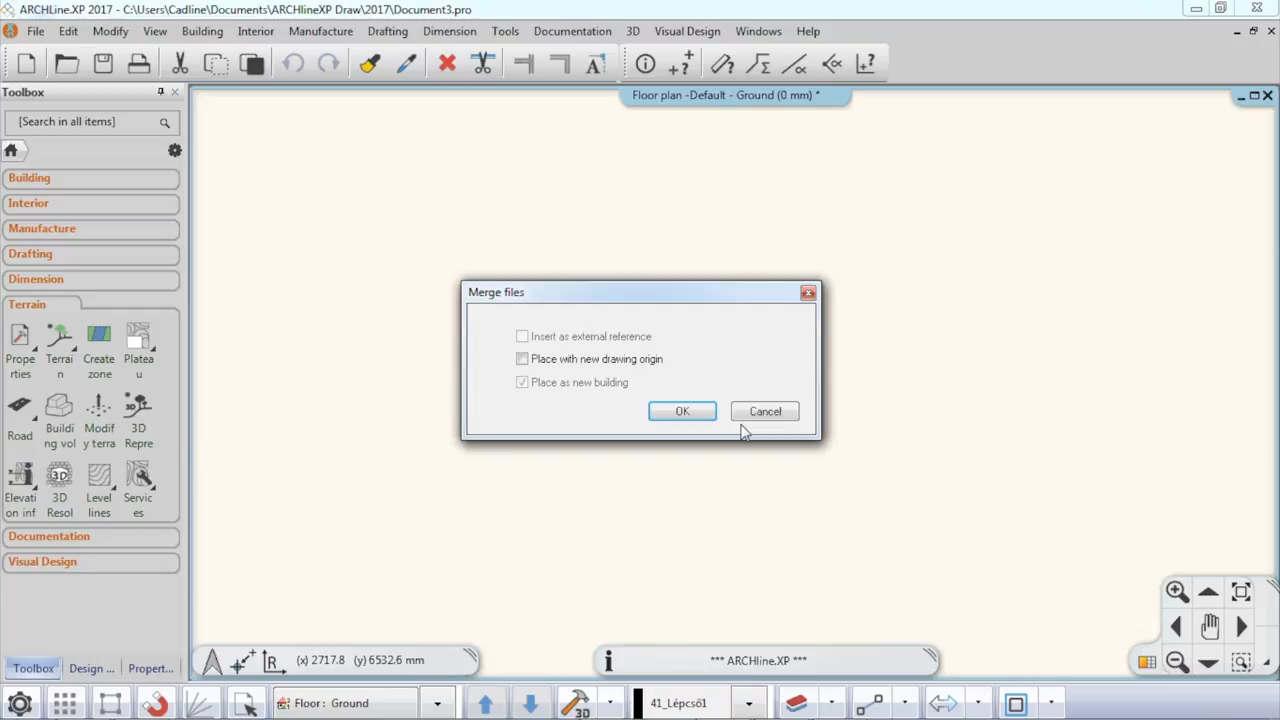 ARCHLine.XP 2017 - C:\Users\Cadline\Documents\ARCHlineXP Draw\2017\Document3.pro
File Edit Modify View Building Interior Manufacture Drafting Dimension Tools Documentation 3D Visual Design Windows Help
Toolbox
Floor plan -Default - Ground (0 mm) *
[Search in all items]
Building
Interior
Manufacture
Drafting
Dimension
Terrain
Prope Terrai Create Platea
rties n zone u
Road Buildi Modif 3D
ng vol y terra Repre
Elevati 3D Level Servic
on inf Resol lines es
Documentation
Visual Design
Merge files
Insert as external reference
Place with new drawing origin
Place as new building
OK Cancel
Toolbox Design ... Propert...
R (x) 2717.8 (y) 6532.6 mm
*** ARCHline.XP ***
Floor : Ground
3D
41_Lépcső1